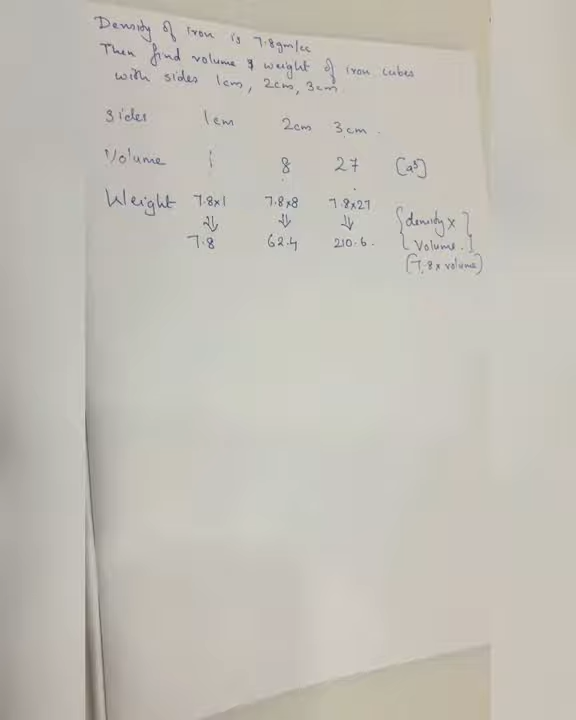 Density of iron is 7.8gm/cc
Then find volume & weight of iron cubes
with sides 1cm, 2cm, 3cm.
Sides 1cm 2cm 3cm.
Volume 1 8 27 [a³]
Weight 7.8×1 7.8×8 7.8×27 {density ×
⇓ ⇓ ⇓ volume.}
7.8 62.4 210.6. (7.8 × volume)